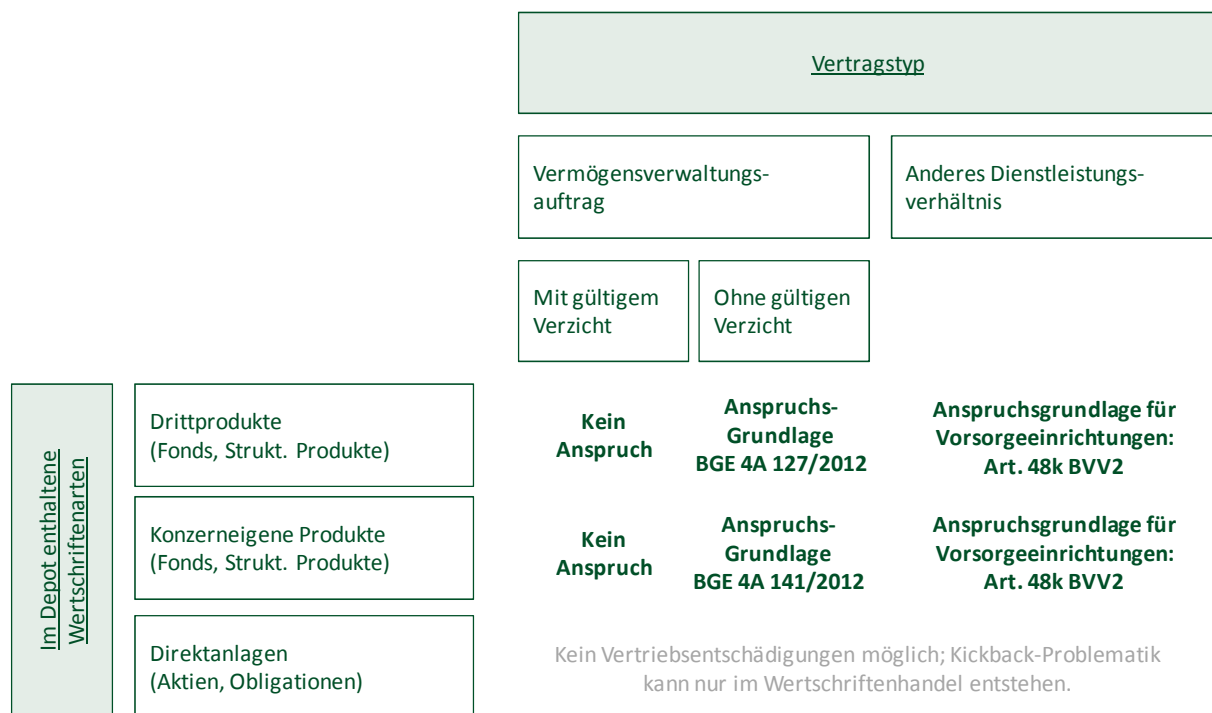 Vertragstyp
Vermögensverwaltungs-
auftrag
Anderes Dienstleistungs-
verhältnis
Mit gültigem
Verzicht
Ohne gültigen
Verzicht
Im Depot enthaltene
Wertschriftenarten
Drittprodukte
(Fonds, Strukt. Produkte)
Kein
Anspruch
Anspruchs-
Grundlage
BGE 4A 127/2012
Anspruchsgrundlage für
Vorsorgeeinrichtungen:
Art. 48k BVV2
Konzerneigene Produkte
(Fonds, Strukt. Produkte)
Kein
Anspruch
Anspruchs-
Grundlage
BGE 4A 141/2012
Anspruchsgrundlage für
Vorsorgeeinrichtungen:
Art. 48k BVV2
Direktanlagen
(Aktien, Obligationen)
Kein Vertriebsentschädigungen möglich; Kickback-Problematik
kann nur im Wertschriftenhandel entstehen.